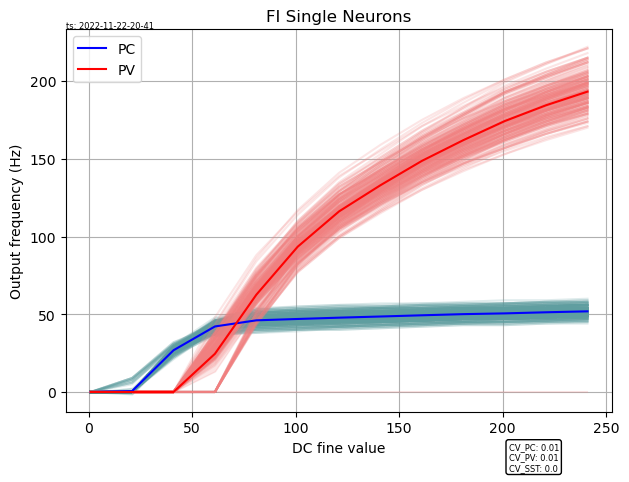 FI Single Neurons
ts: 2022-11-22-20-41
PC
PV
Output frequency (Hz)
200
150
100
50
0
0 50 100 150 200 250
DC fine value
CV_PC: 0.01
CV_PV: 0.01
CV_SST: 0.0